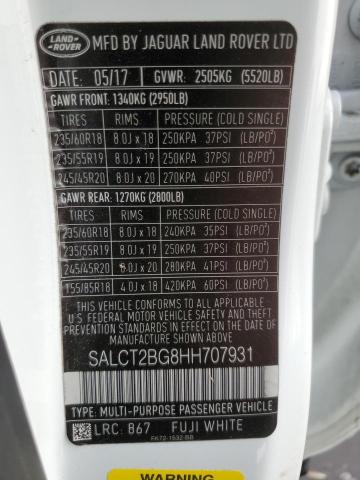 LAND ROVER MFD BY JAGUAR LAND ROVER LTD
DATE: 05/17 GVWR: 2505KG (5520LB)
GAWR FRONT: 1340KG (2950LB)
TIRES RIMS PRESSURE (COLD SINGLE)
235/60R18 8.0J x 18 250KPA 37PSI (LB/PO²)
235/55R19 8.0J x 19 250KPA 37PSI (LB/PO²)
245/45R20 8.0J x 20 270KPA 40PSI (LB/PO²)
GAWR REAR: 1270KG (2800LB)
TIRES RIMS PRESSURE (COLD SINGLE)
235/60R18 8.0J x 18 240KPA 35PSI (LB/PO²)
235/55R19 8.0J x 19 250KPA 37PSI (LB/PO²)
245/45R20 8.0J x 20 280KPA 41PSI (LB/PO²)
155/85R18 4.0J x 18 420KPA 60PSI (LB/PO²)
THIS VEHICLE CONFORMS TO ALL APPLICABLE
U.S. FEDERAL MOTOR VEHICLE SAFETY STANDARDS
IN EFFECT ON THE DATE OF MANUFACTURE
SHOWN ABOVE
SALCT2BG8HH707931
TYPE: MULTI-PURPOSE PASSENGER VEHICLE
LRC: 867 FUJI WHITE
FK72-1532-BB
WARNING